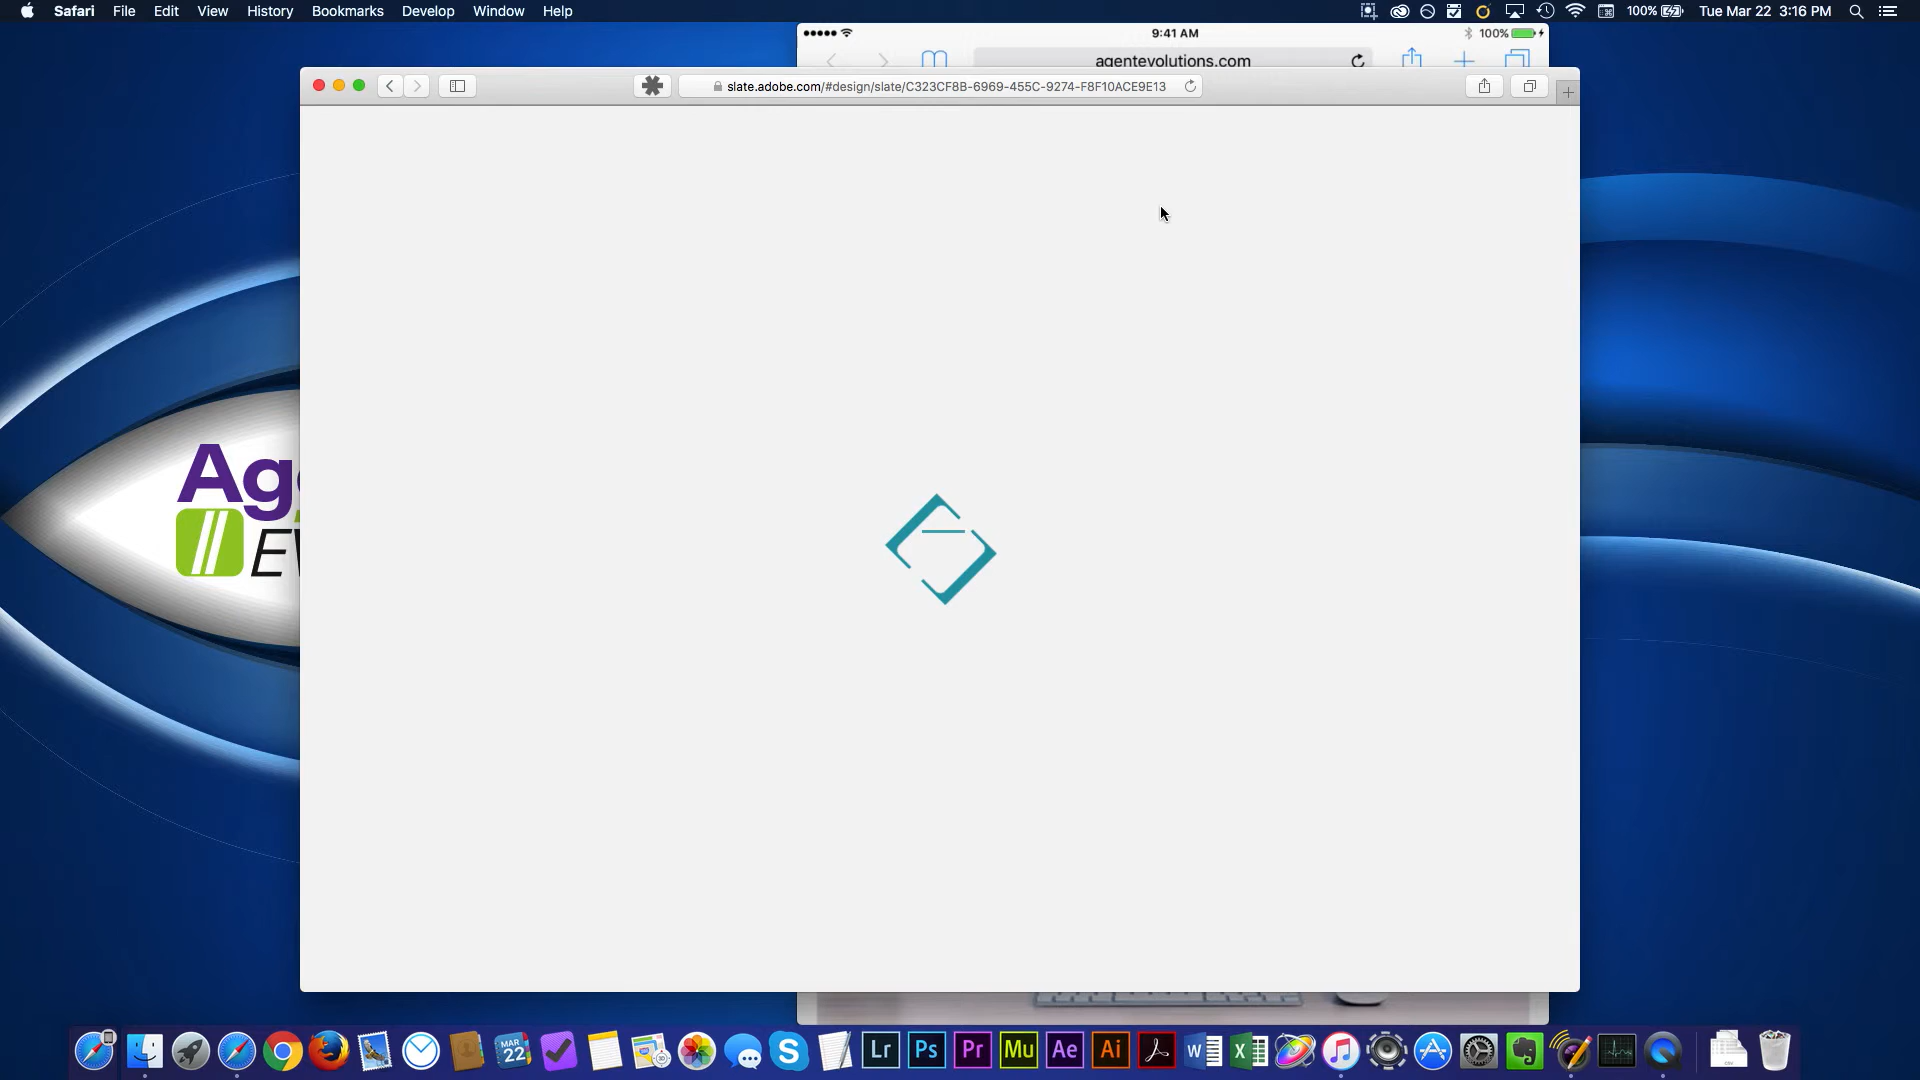 Safari File Edit View History Bookmarks Develop Window Help 100% Tue Mar 22 3:16 PM
9:41 AM 100%
agentevolutions.com
slate.adobe.com/#design/slate/C323CF8B-6969-455C-9274-F8F10ACE9E13
Ag
E
MAR
22
Lr Ps Pr Mu Ae Ai W X